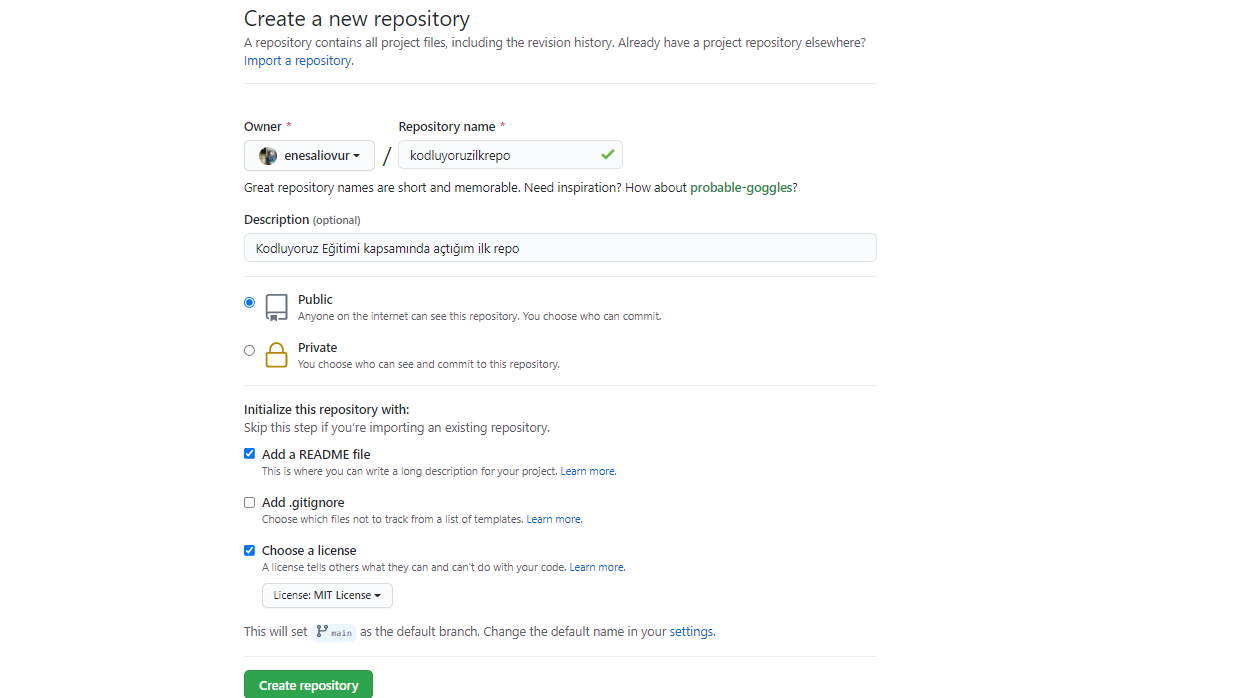 Create a new repository
A repository contains all project files, including the revision history. Already have a project repository elsewhere?
Import a repository.
Owner *
Repository name *
enesaliovur
/
kodluyoruzilkrepo
Great repository names are short and memorable. Need inspiration? How about probable-goggles?
Description (optional)
Kodluyoruz Eğitimi kapsamında açtığım ilk repo
Public
Anyone on the internet can see this repository. You choose who can commit.
Private
You choose who can see and commit to this repository.
Initialize this repository with:
Skip this step if you're importing an existing repository.
Add a README file
This is where you can write a long description for your project. Learn more.
Add .gitignore
Choose which files not to track from a list of templates. Learn more.
Choose a license
A license tells others what they can and can't do with your code. Learn more.
License: MIT License
This will set main as the default branch. Change the default name in your settings.
Create repository